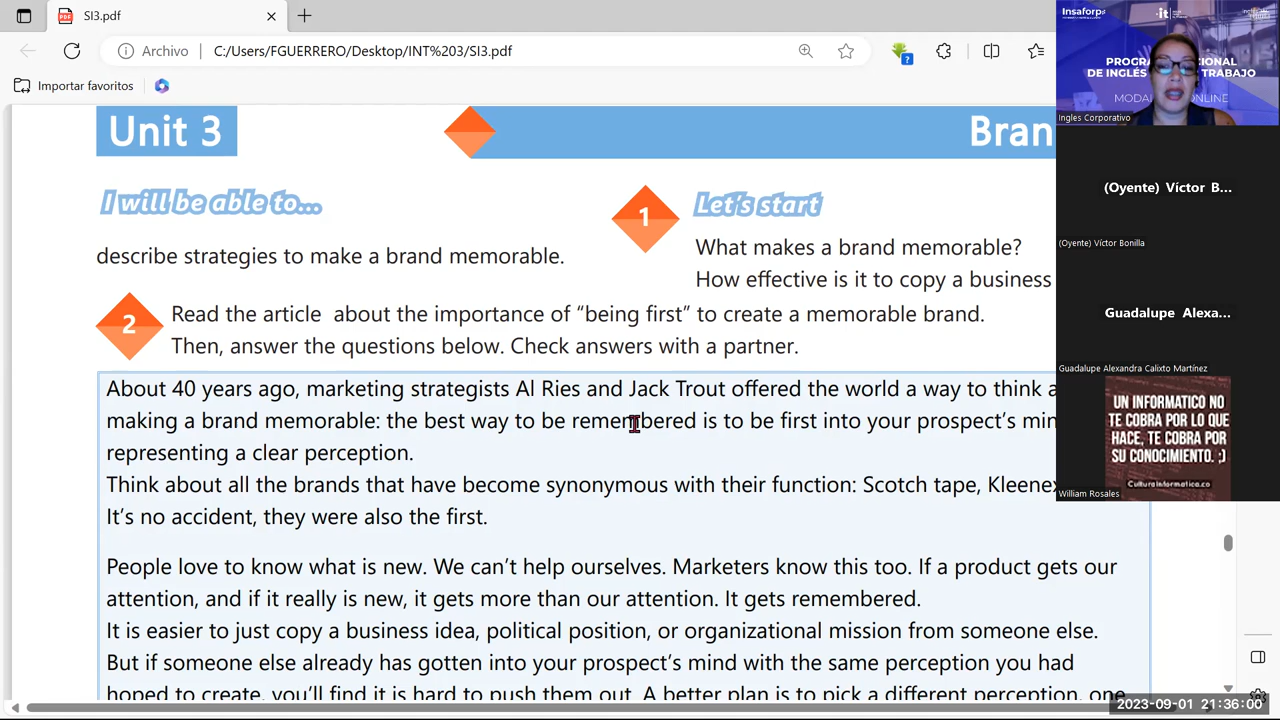 SI3.pdf
Archivo
C:/Users/FGUERRERO/Desktop/INT%203/SI3.pdf
Importar favoritos
Unit 3
Bran
I will be able to...
1
Let's start
describe strategies to make a brand memorable.
What makes a brand memorable?
How effective is it to copy a business
2
Read the article about the importance of “being first” to create a memorable brand.
Then, answer the questions below. Check answers with a partner.
About 40 years ago, marketing strategists Al Ries and Jack Trout offered the world a way to think a
making a brand memorable: the best way to be remembered is to be first into your prospect’s min
representing a clear perception.
Think about all the brands that have become synonymous with their function: Scotch tape, Kleenex
It’s no accident, they were also the first.
People love to know what is new. We can’t help ourselves. Marketers know this too. If a product gets our
attention, and if it really is new, it gets more than our attention. It gets remembered.
It is easier to just copy a business idea, political position, or organizational mission from someone else.
But if someone else already has gotten into your prospect’s mind with the same perception you had
hoped to create, you’ll find it is hard to push them out. A better plan is to pick a different perception, one
Insaforp
it
PROGR CIONAL
DE INGLÉS TRABAJO
MODA NLINE
Ingles Corporativo
(Oyente) Víctor B...
(Oyente) Víctor Bonilla
Guadalupe Alexa...
Guadalupe Alexandra Calixto Martínez
UN INFORMATICO NO
TE COBRA POR LO QUE
HACE, TE COBRA POR
SU CONOCIMIENTO. ;)
CulturaInformatica.co
William Rosales
2023-09-01 21:36:00